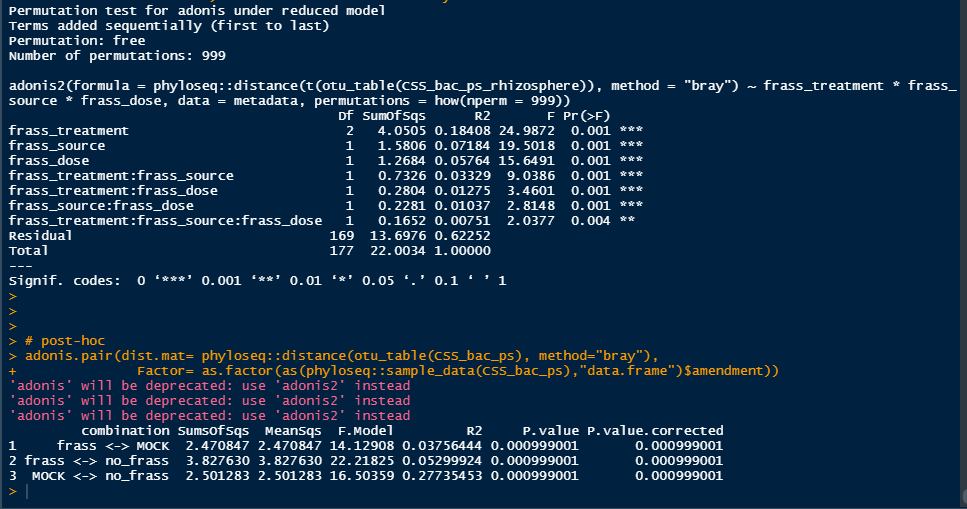 Permutation test for adonis under reduced model
Terms added sequentially (first to last)
Permutation: free
Number of permutations: 999
adonis2(formula = phyloseq::distance(t(otu_table(CSS_bac_ps_rhizosphere)), method = "bray") ~ frass_treatment * frass_
source * frass_dose, data = metadata, permutations = how(nperm = 999))
Df SumOfSqs R2 F Pr(>F)
frass_treatment 2 4.0505 0.18408 24.9872 0.001 ***
frass_source 1 1.5806 0.07184 19.5018 0.001 ***
frass_dose 1 1.2684 0.05764 15.6491 0.001 ***
frass_treatment:frass_source 1 0.7326 0.03329 9.0386 0.001 ***
frass_treatment:frass_dose 1 0.2804 0.01275 3.4601 0.001 ***
frass_source:frass_dose 1 0.2281 0.01037 2.8148 0.001 ***
frass_treatment:frass_source:frass_dose 1 0.1652 0.00751 2.0377 0.004 **
Residual 169 13.6976 0.62252
Total 177 22.0034 1.00000
---
Signif. codes: 0 ‘***’ 0.001 ‘**’ 0.01 ‘*’ 0.05 ‘.’ 0.1 ‘ ’ 1
>
>
>
> # post-hoc
> adonis.pair(dist.mat= phyloseq::distance(otu_table(CSS_bac_ps), method="bray"),
+ Factor= as.factor(as(phyloseq::sample_data(CSS_bac_ps),"data.frame")$amendment))
'adonis' will be deprecated: use 'adonis2' instead
'adonis' will be deprecated: use 'adonis2' instead
'adonis' will be deprecated: use 'adonis2' instead
combination SumsOfSqs MeanSqs F.Model R2 P.value P.value.corrected
1 frass <-> MOCK 2.470847 2.470847 14.12908 0.03756444 0.000999001 0.000999001
2 frass <-> no_frass 3.827630 3.827630 22.21825 0.05299924 0.000999001 0.000999001
3 MOCK <-> no_frass 2.501283 2.501283 16.50359 0.27735453 0.000999001 0.000999001
>